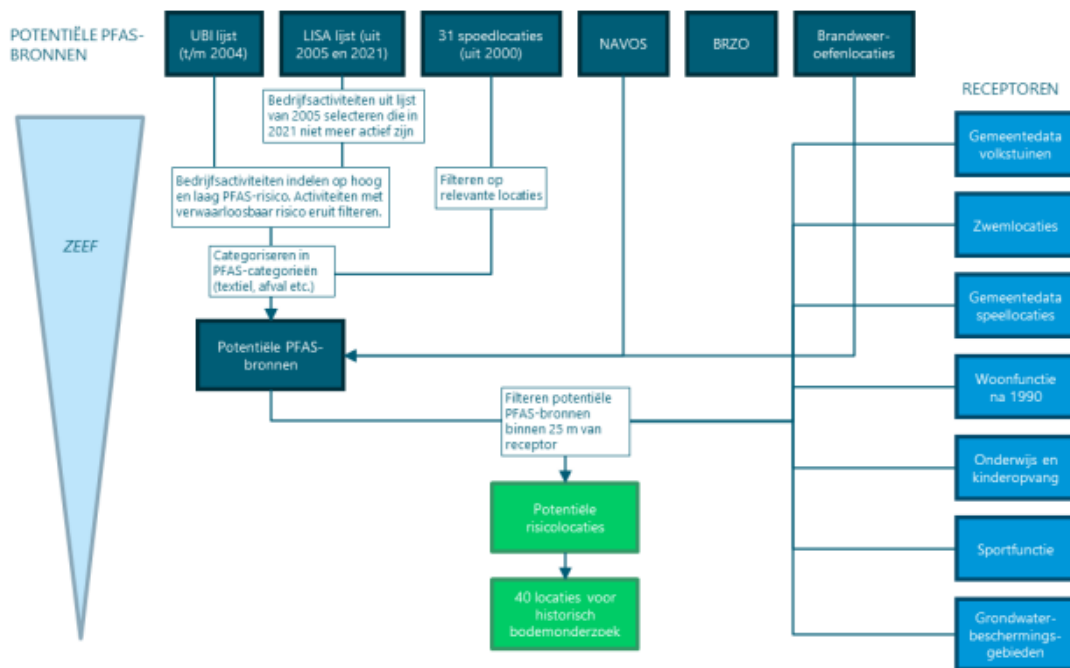 POTENTIËLE PFAS-
BRONNEN
UBI lijst
(t/m 2004)
LISA lijst (uit
2005 en 2021)
31 spoedlocaties
(uit 2000)
NAVOS
BRZO
Brandweer-
oefenlocaties
RECEPTOREN
Bedrijfsactiviteiten uit lijst
van 2005 selecteren die in
2021 niet meer actief zijn
Bedrijfsactiviteiten indelen op hoog
en laag PFAS-risico. Activiteiten met
verwaarloosbaar risico eruit filteren.
Filteren op
relevante locaties
ZEEF
Categoriseren in
PFAS-categorieën
(textiel, afval etc.)
Potentiële PFAS-
bronnen
Filteren potentiële
PFAS-bronnen
binnen 25 m van
receptor
Potentiële
risicolocaties
40 locaties voor
historisch
bodemonderzoek
Gemeentedata
volkstuinen
Zwemlocaties
Gemeentedata
speellocaties
Woonfunctie
na 1990
Onderwijs en
kinderopvang
Sportfunctie
Grondwater-
beschermings-
gebieden